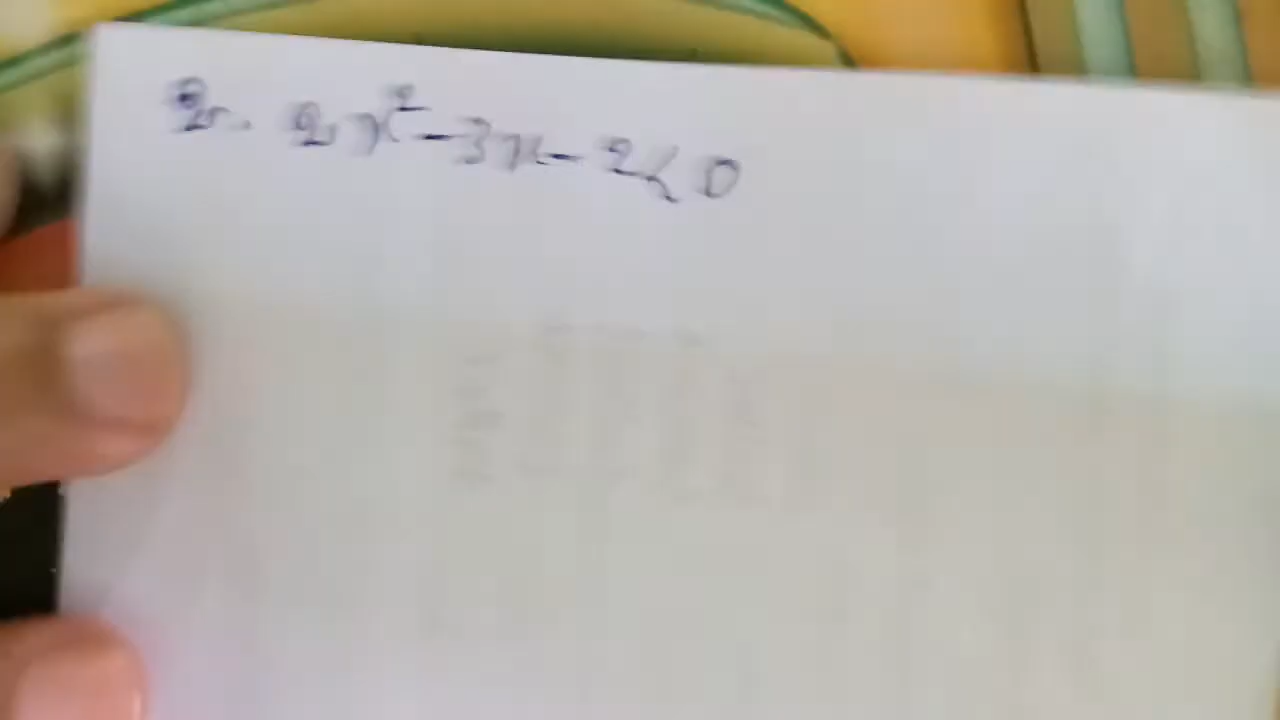 2. 2x² - 3x - 2 < 0